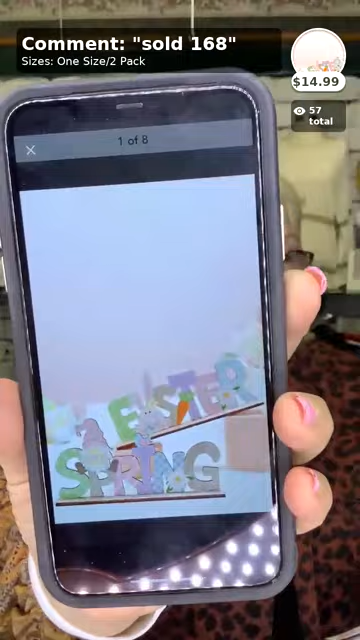 Comment: "sold 168"
Sizes: One Size/2 Pack
$14.99
57
total
1 of 8
EASTER
SPRING